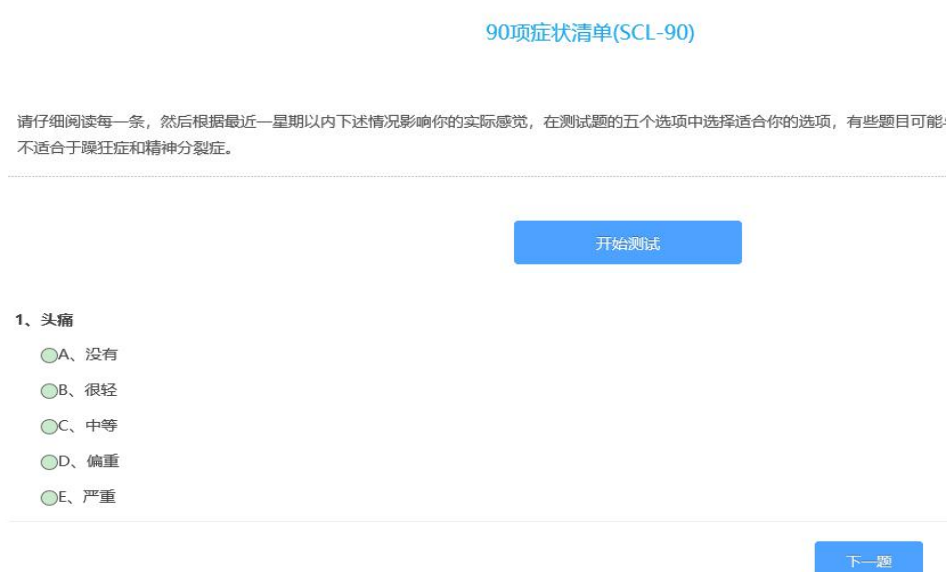 90项症状清单(SCL-90)
请仔细阅读每一条，然后根据最近一星期以内下述情况影响你的实际感觉，在测试题的五个选项中选择适合你的选项，有些题目可能
不适合于躁狂症和精神分裂症。
开始测试
1、头痛
A、没有
B、很轻
C、中等
D、偏重
E、严重
下一题